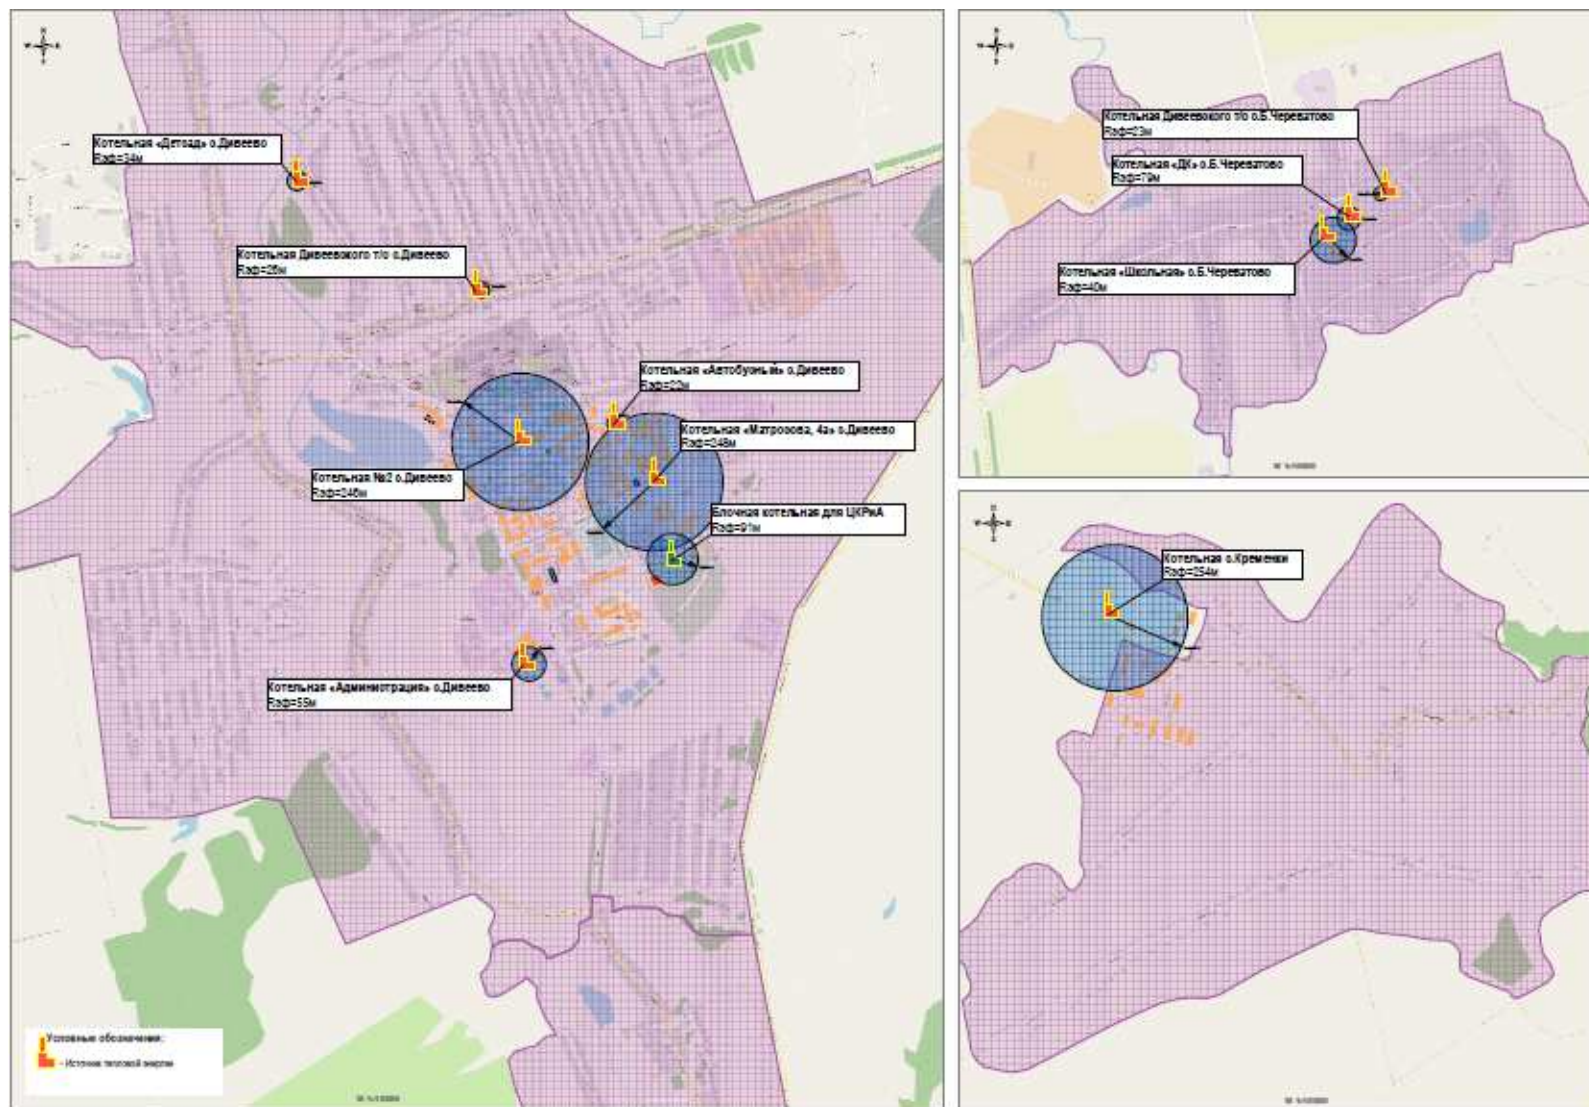 Котельная «Детсад» с.Дивеево
Rэф=34м
Котельная Дивеевского т/о с.Дивеево
Rэф=26м
Котельная «Автобусный» с.Дивеево
Rэф=22м
Котельная «Матросова, 4а» с.Дивеево
Rэф=248м
Котельная №2 с.Дивеево
Rэф=246м
Блочная котельная для ЦКРиА
Rэф=91м
Котельная «Администрация» с.Дивеево
Rэф=55м
Условные обозначения:
- Источник тепловой энергии
Котельная Дивеевского т/о с.Б.Череватово
Rэф=23м
Котельная «ДК» с.Б.Череватово
Rэф=79м
Котельная «Школьная» с.Б.Череватово
Rэф=40м
Котельная с.Кременки
Rэф=254м